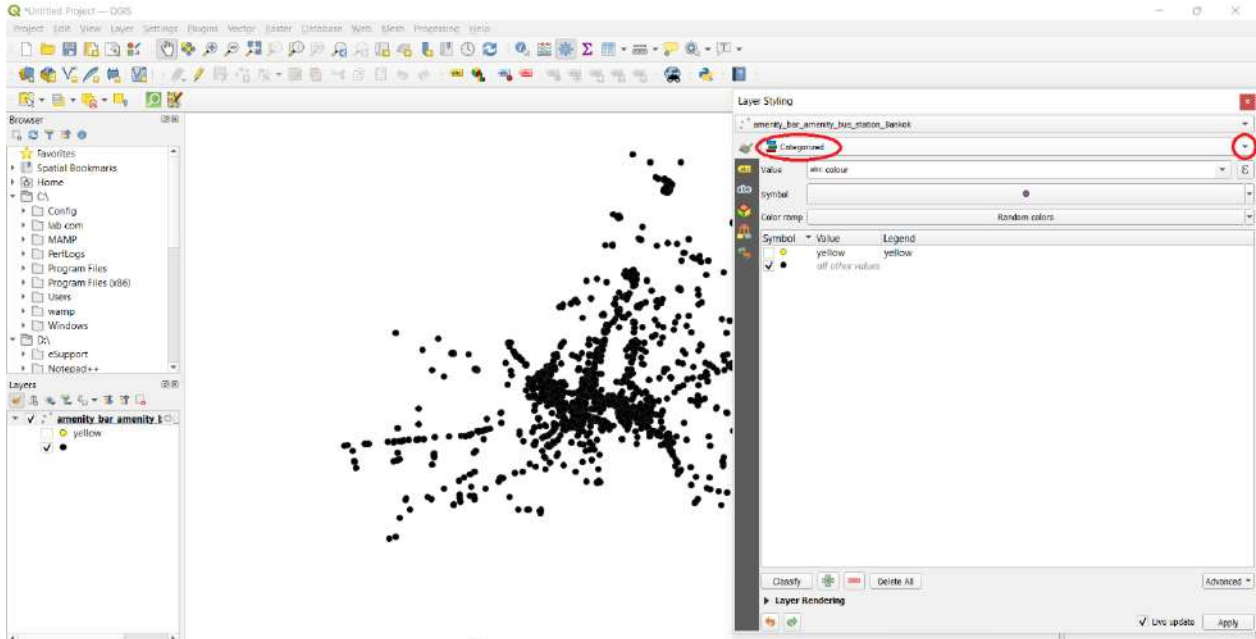 *Untitled Project — QGIS
Project Edit View Layer Settings Plugins Vector Raster Database Web Mesh Processing Help
Layer Styling
amenity_bar_amenity_bus_station_Bankok
Categorized
Value abc colour
Symbol
Color ramp Random colors
Symbol Value Legend
yellow yellow
all other values
Browser
Favorites
Spatial Bookmarks
Home
C:\
Config
lab com
MAMP
PerfLogs
Program Files
Program Files (x86)
Users
wamp
Windows
D:\
eSupport
Notepad++
Layers
amenity_bar_amenity_t
yellow
Classify Delete All Advanced
Layer Rendering
Live update Apply